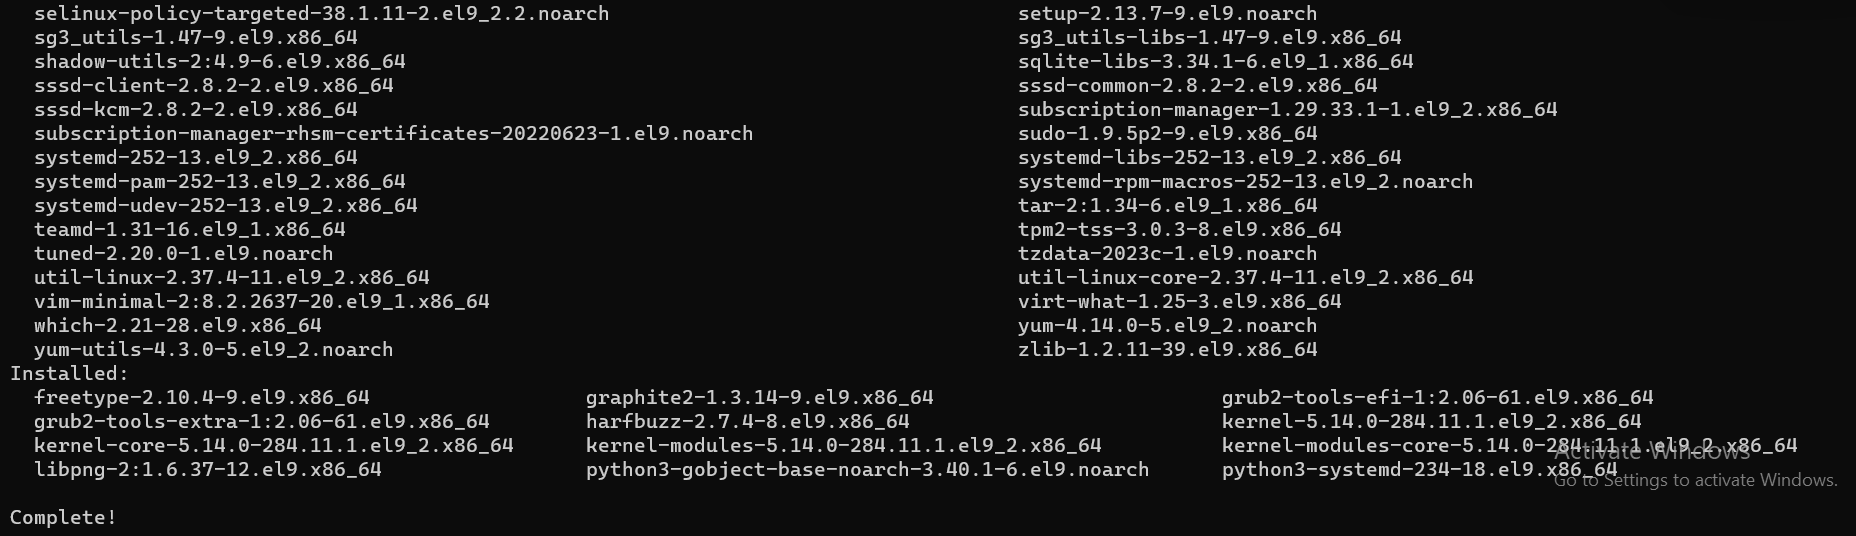 selinux-policy-targeted-38.1.11-2.el9_2.2.noarch setup-2.13.7-9.el9.noarch
sg3_utils-1.47-9.el9.x86_64 sg3_utils-libs-1.47-9.el9.x86_64
shadow-utils-2:4.9-6.el9.x86_64 sqlite-libs-3.34.1-6.el9_1.x86_64
sssd-client-2.8.2-2.el9.x86_64 sssd-common-2.8.2-2.el9.x86_64
sssd-kcm-2.8.2-2.el9.x86_64 subscription-manager-1.29.33.1-1.el9_2.x86_64
subscription-manager-rhsm-certificates-20220623-1.el9.noarch sudo-1.9.5p2-9.el9.x86_64
systemd-252-13.el9_2.x86_64 systemd-libs-252-13.el9_2.x86_64
systemd-pam-252-13.el9_2.x86_64 systemd-rpm-macros-252-13.el9_2.noarch
systemd-udev-252-13.el9_2.x86_64 tar-2:1.34-6.el9_1.x86_64
teamd-1.31-16.el9_1.x86_64 tpm2-tss-3.0.3-8.el9.x86_64
tuned-2.20.0-1.el9.noarch tzdata-2023c-1.el9.noarch
util-linux-2.37.4-11.el9_2.x86_64 util-linux-core-2.37.4-11.el9_2.x86_64
vim-minimal-2:8.2.2637-20.el9_1.x86_64 virt-what-1.25-3.el9.x86_64
which-2.21-28.el9.x86_64 yum-4.14.0-5.el9_2.noarch
yum-utils-4.3.0-5.el9_2.noarch zlib-1.2.11-39.el9.x86_64
Installed:
freetype-2.10.4-9.el9.x86_64 graphite2-1.3.14-9.el9.x86_64 grub2-tools-efi-1:2.06-61.el9.x86_64
grub2-tools-extra-1:2.06-61.el9.x86_64 harfbuzz-2.7.4-8.el9.x86_64 kernel-5.14.0-284.11.1.el9_2.x86_64
kernel-core-5.14.0-284.11.1.el9_2.x86_64 kernel-modules-5.14.0-284.11.1.el9_2.x86_64 kernel-modules-core-5.14.0-284.11.1.el9_2.x86_64
libpng-2:1.6.37-12.el9.x86_64 python3-gobject-base-noarch-3.40.1-6.el9.noarch python3-systemd-234-18.el9.x86_64
Activate Windows
Go to Settings to activate Windows.
Complete!